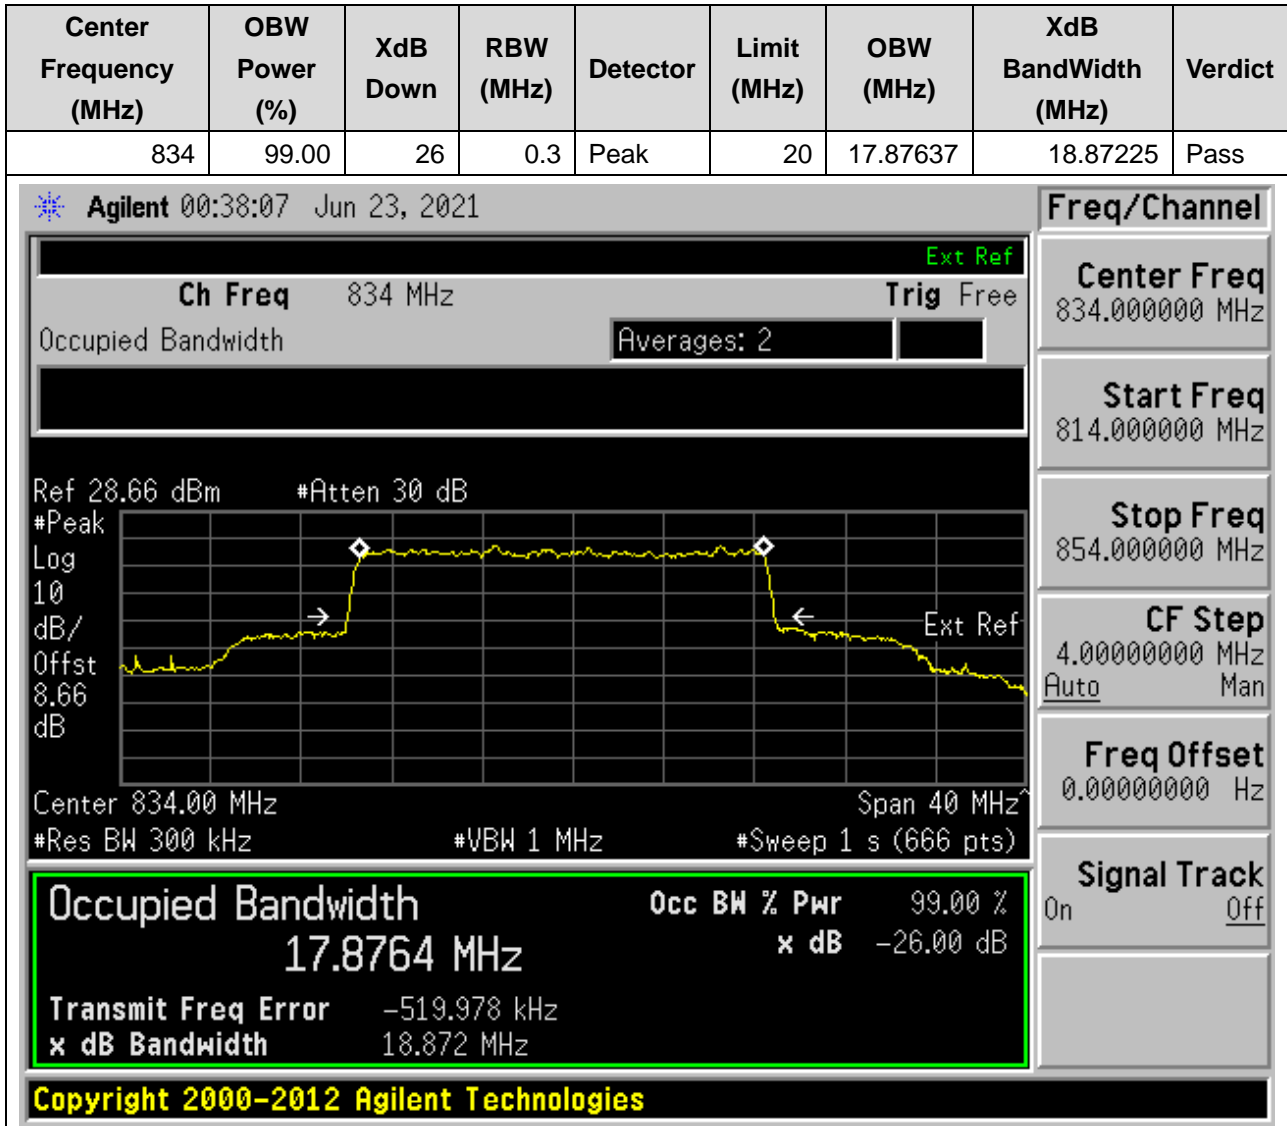 Center Frequency (MHz) OBW Power (%) XdB Down RBW (MHz) Detector Limit (MHz) OBW (MHz) XdB BandWidth (MHz) Verdict
834 99.00 26 0.3 Peak 20 17.87637 18.87225 Pass
Agilent 00:38:07 Jun 23, 2021
Freq/Channel
Ext Ref
Ch Freq 834 MHz Trig Free
Occupied Bandwidth Averages: 2
Center Freq
834.000000 MHz
Start Freq
814.000000 MHz
Stop Freq
854.000000 MHz
CF Step
4.00000000 MHz
Auto Man
Freq Offset
0.00000000 Hz
Signal Track
On Off
Ref 28.66 dBm #Atten 30 dB
#Peak
Log
10
dB/
Offst
8.66
dB
Ext Ref
Center 834.00 MHz Span 40 MHz^
#Res BW 300 kHz #VBW 1 MHz #Sweep 1 s (666 pts)
Occupied Bandwidth
17.8764 MHz
Occ BW % Pwr 99.00 %
x dB -26.00 dB
Transmit Freq Error -519.978 kHz
x dB Bandwidth 18.872 MHz
Copyright 2000-2012 Agilent Technologies